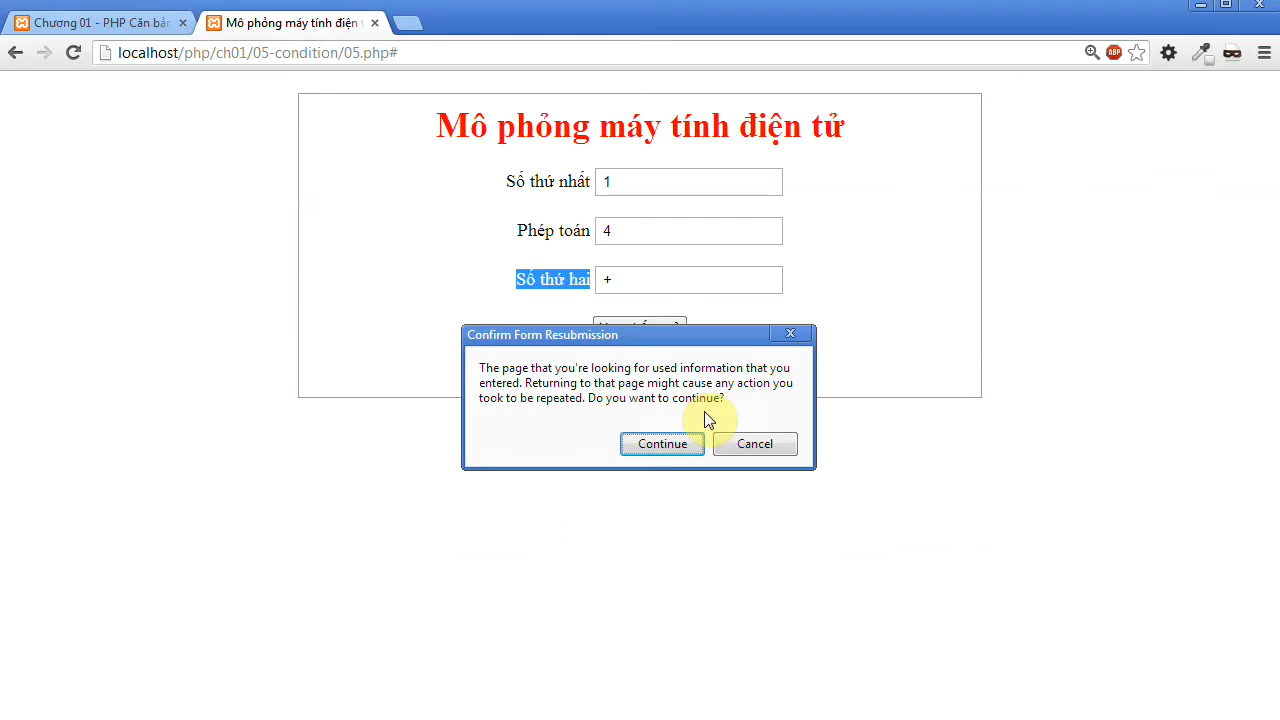 Chương 01 - PHP Căn bản
Mô phỏng máy tính điện t
localhost/php/ch01/05-condition/05.php#
ABP
Mô phỏng máy tính điện tử
Số thứ nhất 1
Phép toán 4
Số thứ hai +
Confirm Form Resubmission
The page that you're looking for used information that you
entered. Returning to that page might cause any action you
took to be repeated. Do you want to continue?
Continue Cancel